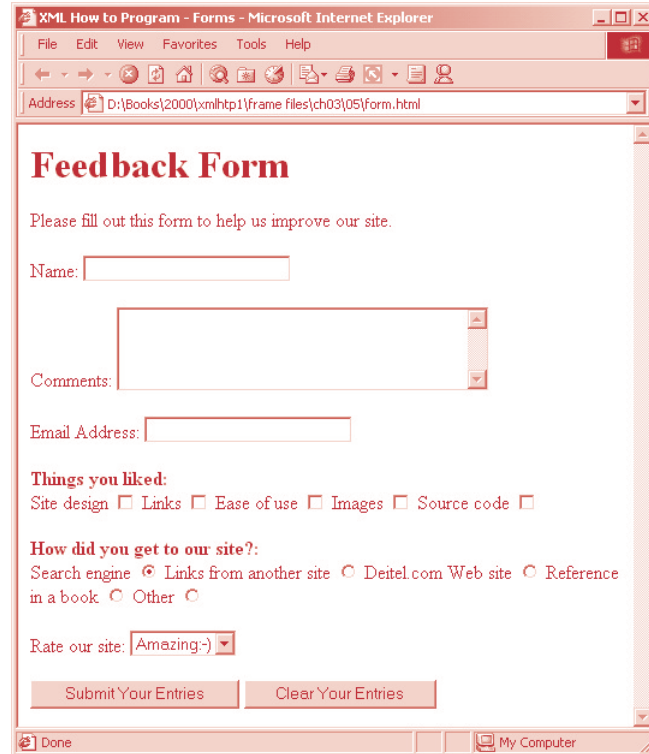 XML How to Program - Forms - Microsoft Internet Explorer
File Edit View Favorites Tools Help
Address D:\Books\2000\xmlhtp1\frame files\ch03\05\form.html
Feedback Form
Please fill out this form to help us improve our site.
Name:
Comments:
Email Address:
Things you liked:
Site design Links Ease of use Images Source code
How did you get to our site?:
Search engine Links from another site Deitel.com Web site Reference
in a book Other
Rate our site: Amazing:-)
Submit Your Entries Clear Your Entries
Done My Computer